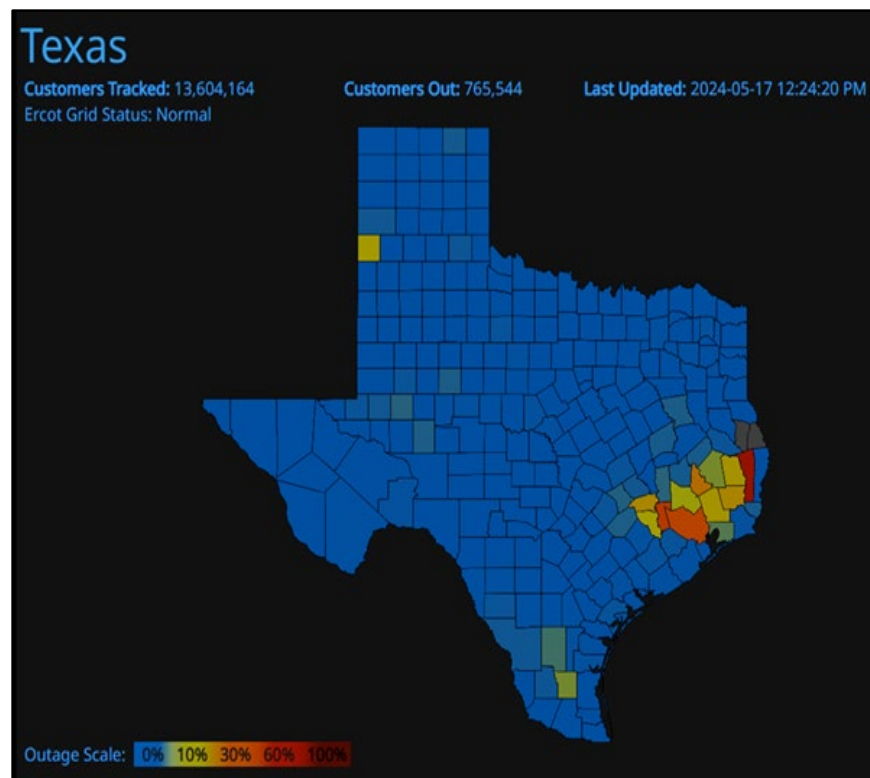 Texas
Customers Tracked: 13,604,164 Customers Out: 765,544 Last Updated: 2024-05-17 12:24:20 PM
Ercot Grid Status: Normal
Outage Scale: 0% 10% 30% 60% 100%